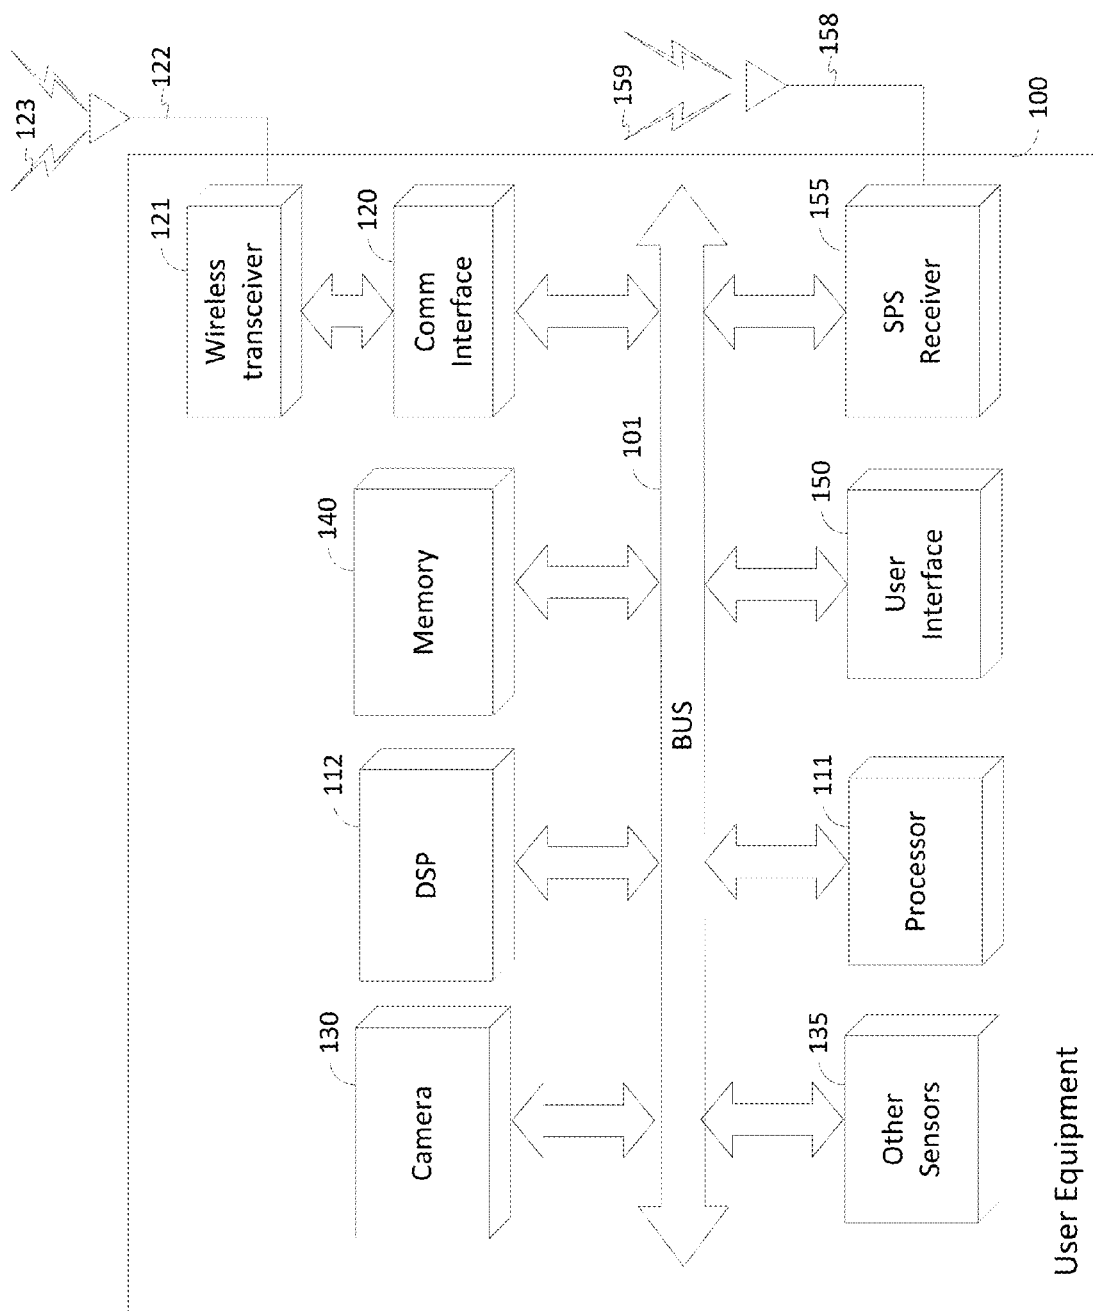 123
122
159
158
100
121
Wireless
transceiver
120
Comm
Interface
155
SPS
Receiver
101
140
Memory
150
User
Interface
BUS
112
DSP
111
Processor
130
Camera
135
Other
Sensors
User Equipment